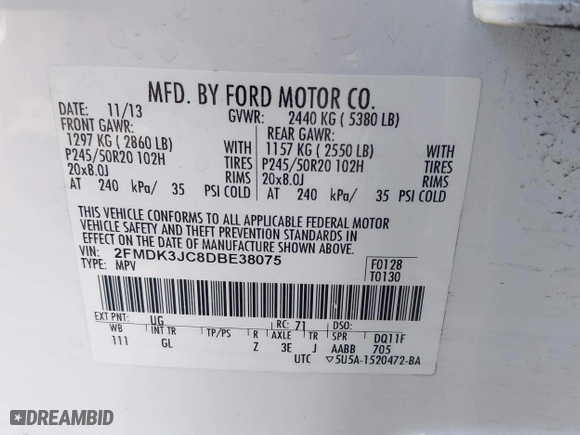 MFD. BY FORD MOTOR CO.
DATE: 11/13 GVWR: 2440 KG ( 5380 LB)
FRONT GAWR: REAR GAWR:
1297 KG ( 2860 LB) WITH 1157 KG ( 2550 LB) WITH
P245/50R20 102H TIRES P245/50R20 102H TIRES
20x8.0J RIMS 20x8.0J RIMS
AT 240 kPa/ 35 PSI COLD AT 240 kPa/ 35 PSI COLD
THIS VEHICLE CONFORMS TO ALL APPLICABLE FEDERAL MOTOR
VEHICLE SAFETY AND THEFT PREVENTION STANDARDS IN
EFFECT ON THE DATE OF MANUFACTURE SHOWN ABOVE.
VIN: 2FMDK3JC8DBE38075 F0128
TYPE: MPV T0130
EXT PNT: UG RC: 71 DSO:
WB INT TR TP/PS R AXLE TR SPR DQ11F
111 GL Z 3E J AABB 705
UTC ▽5U5A-1520472-BA
DREAMBID